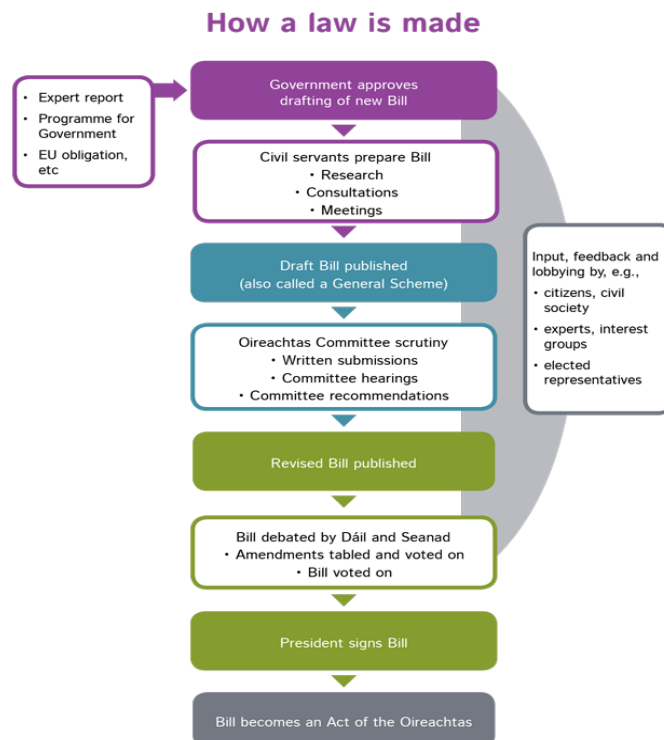 How a law is made
• Expert report
• Programme for
Government
• EU obligation,
etc
Government approves
drafting of new Bill
Civil servants prepare Bill
• Research
• Consultations
• Meetings
Draft Bill published
(also called a General Scheme)
Oireachtas Committee scrutiny
• Written submissions
• Committee hearings
• Committee recommendations
Revised Bill published
Bill debated by Dáil and Seanad
• Amendments tabled and voted on
• Bill voted on
President signs Bill
Bill becomes an Act of the Oireachtas
Input, feedback and
lobbying by, e.g.,
• citizens, civil
society
• experts, interest
groups
• elected
representatives